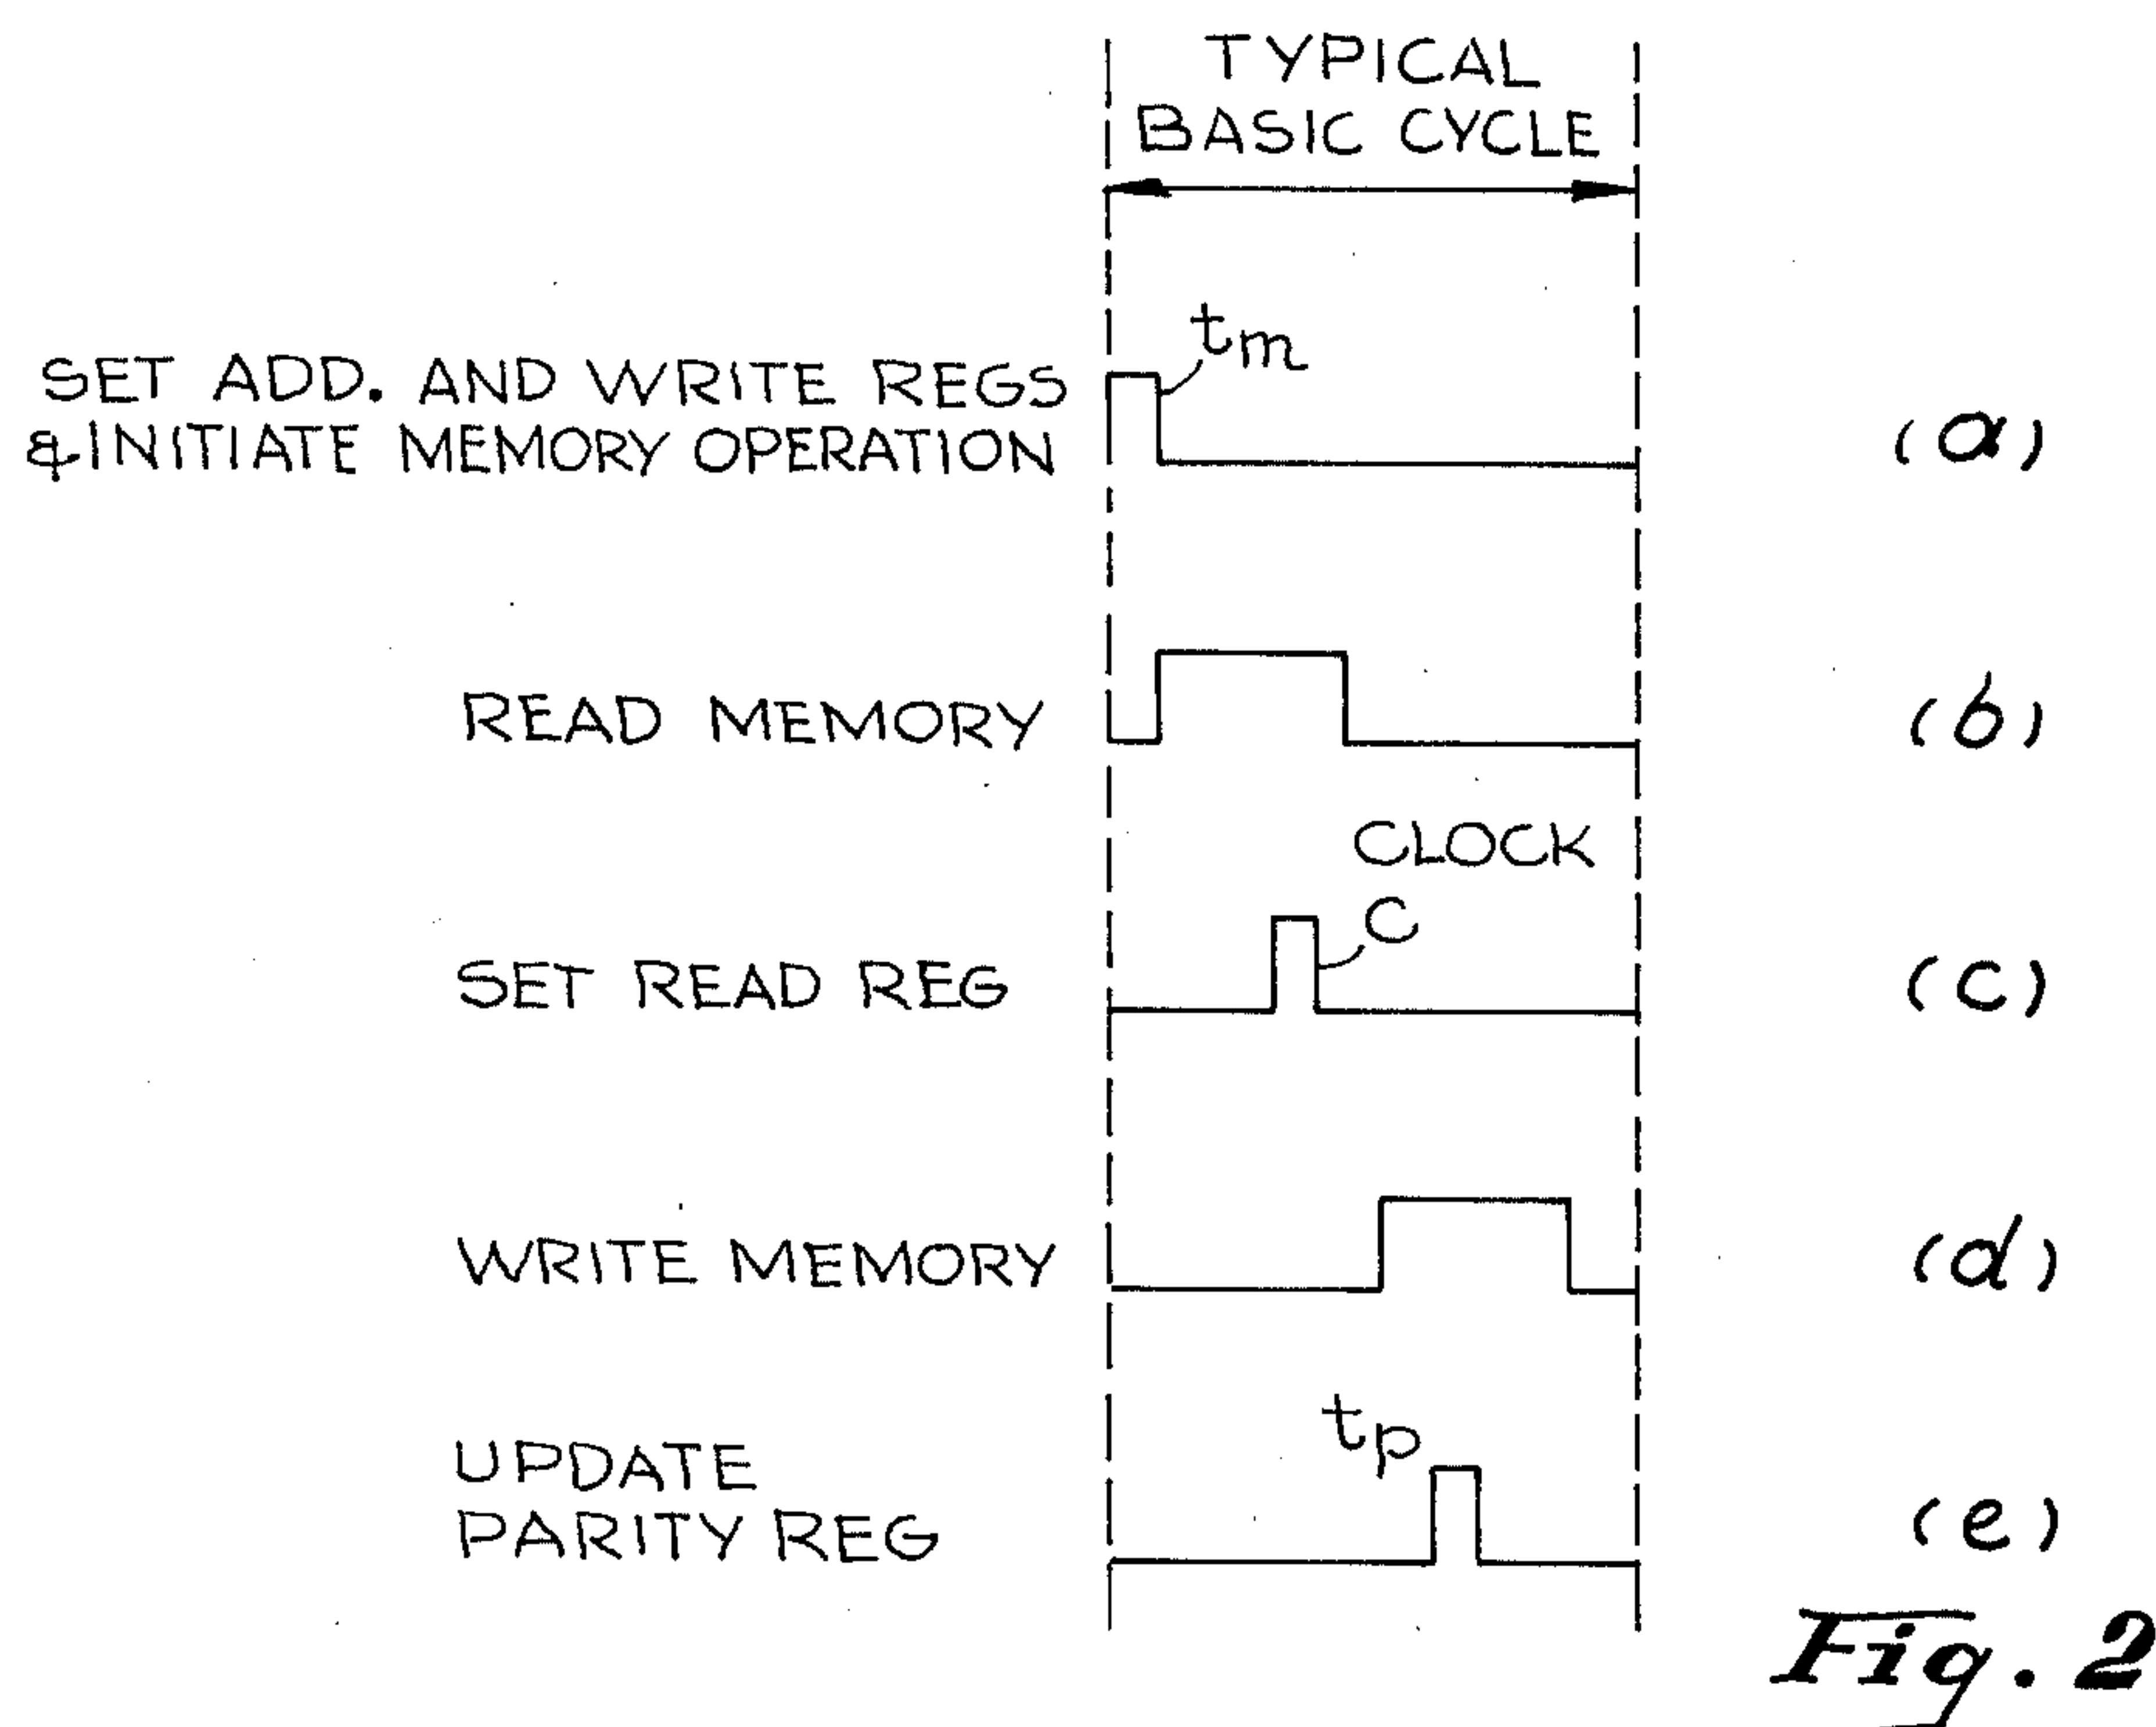 TYPICAL
BASIC CYCLE
tm
SET ADD. AND WRITE REGS
& INITIATE MEMORY OPERATION
(a)
READ MEMORY
(b)
CLOCK
C
SET READ REG
(c)
WRITE MEMORY
(d)
tp
UPDATE
PARITY REG
(e)
Fig. 2